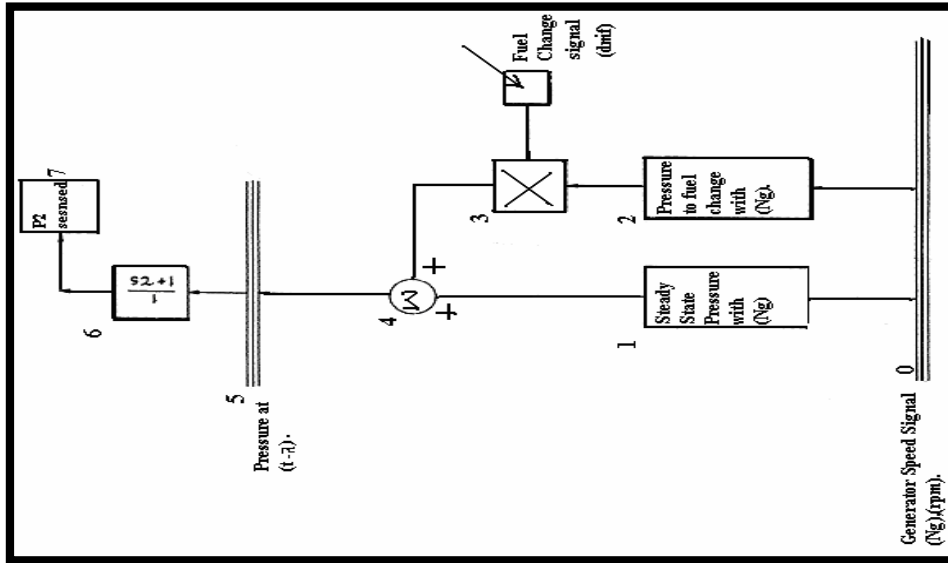 P2
sesnsed
7
1
1 + τs
6
5
Pressure at
(t -λ).
4
Σ
+
+
3
Fuel
Change
signal
(dmf)
2
Pressure
to fuel
change
with
(Ng).
1
Steady
State
Pressure
with
(Ng)
0
Generator Speed Signal
(Ng),(rpm).